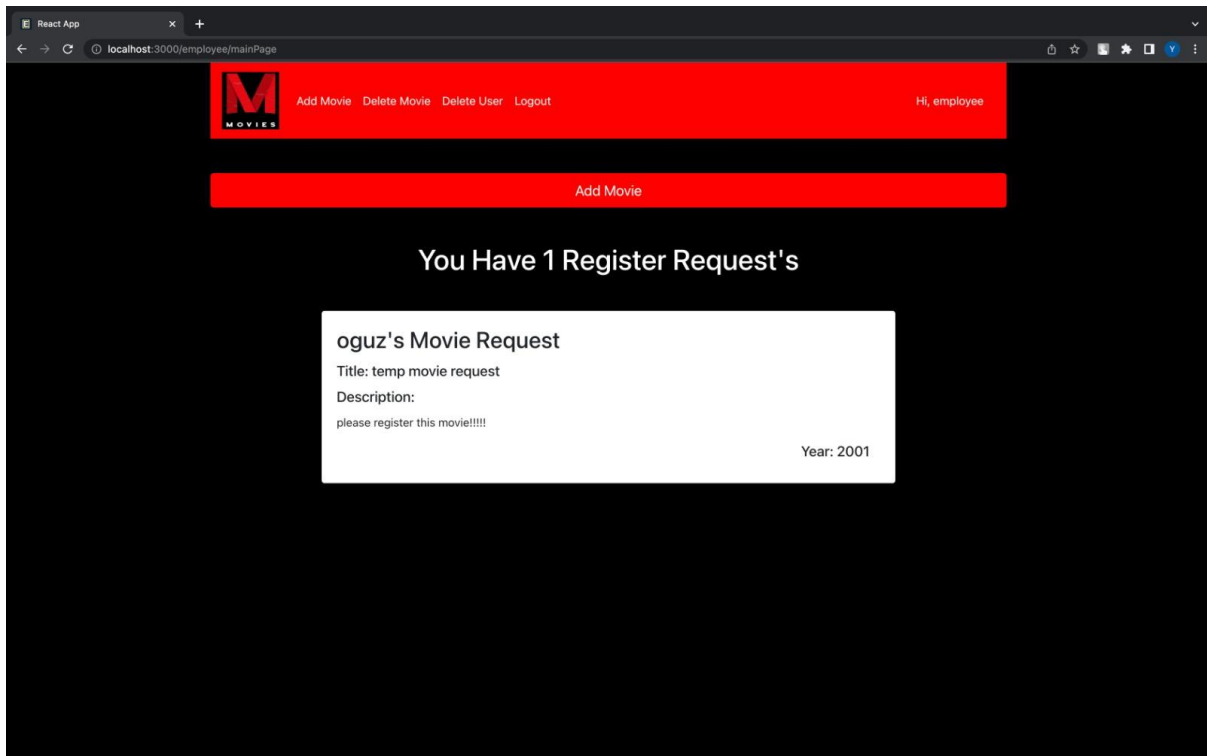 React App
localhost:3000/employee/mainPage
Y
M
MOVIES
Add Movie Delete Movie Delete User Logout Hi, employee
Add Movie
You Have 1 Register Request's
oguz's Movie Request
Title: temp movie request
Description:
please register this movie!!!!!
Year: 2001